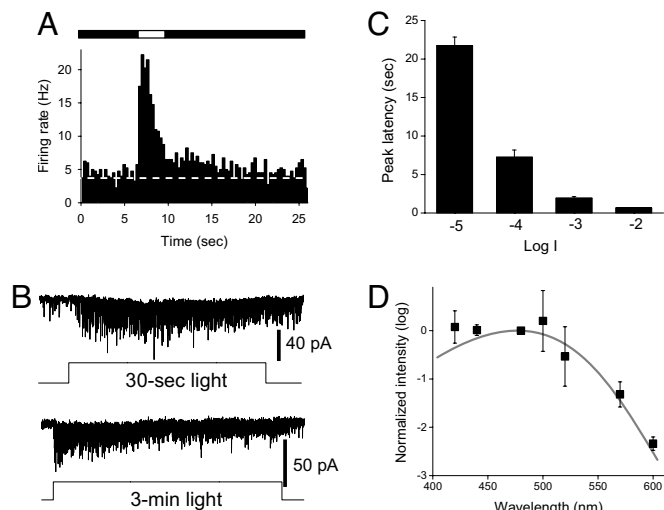 A
Firing rate (Hz)
20
15
10
5
0
0 5 10 15 20 25
Time (sec)
B
40 pA
30-sec light
50 pA
3-min light
C
Peak latency (sec)
25
20
15
10
5
0
-5 -4 -3 -2
Log I
D
Normalized intensity (log)
1
0
-1
-2
-3
400 450 500 550 600
Wavelength (nm)